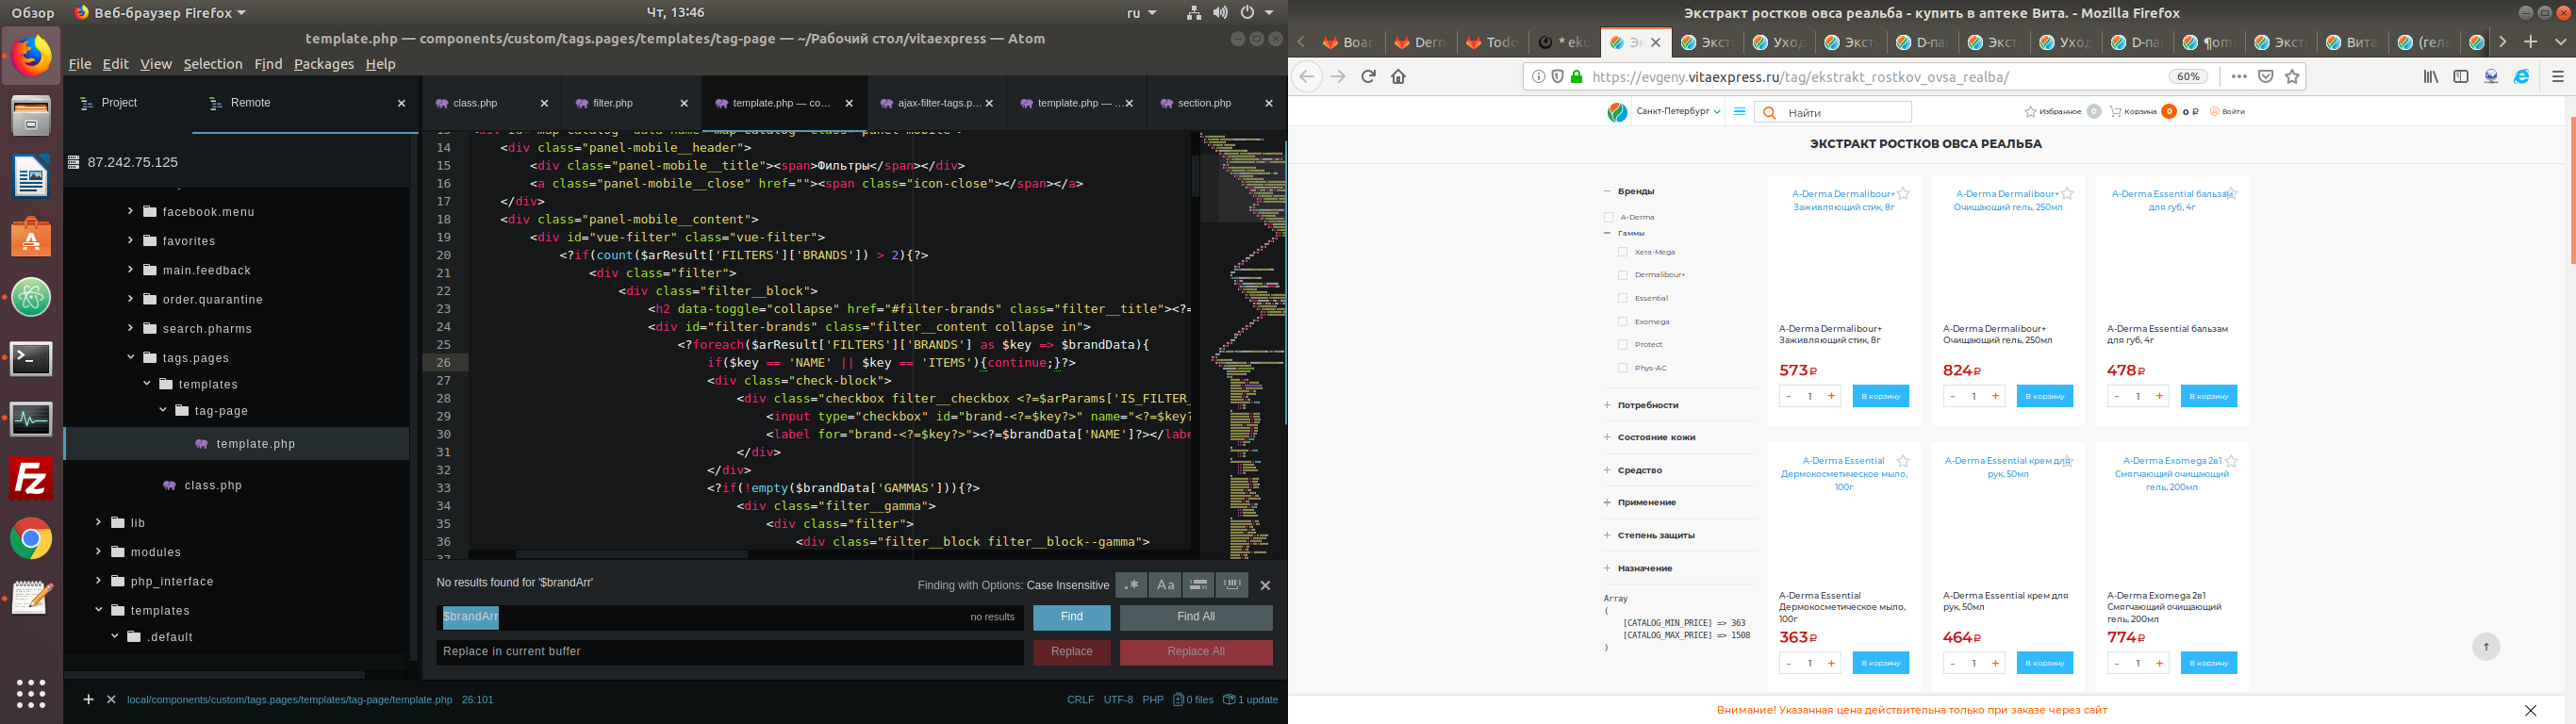 Обзор
Веб-браузер Firefox
Чт, 13:46
ru
template.php — components/custom/tags.pages/templates/tag-page — ~/Рабочий стол/vitaexpress — Atom
File Edit View Selection Find Packages Help
Project
Remote
class.php
filter.php
template.php — co...
ajax-filter-tags.p...
template.php — ...
section.php
87.242.75.125
facebook.menu
favorites
main.feedback
order.quarantine
search.pharms
tags.pages
templates
tag-page
template.php
class.php
lib
modules
php_interface
templates
.default
14 <div class="panel-mobile__header">
15 <div class="panel-mobile__title"><span>Фильтры</span></div>
16 <a class="panel-mobile__close" href=""><span class="icon-close"></span></a>
17 </div>
18 <div class="panel-mobile__content">
19 <div id="vue-filter" class="vue-filter">
20 <?if(count($arResult['FILTERS']['BRANDS']) > 2){?>
21 <div class="filter">
22 <div class="filter__block">
23 <h2 data-toggle="collapse" href="#filter-brands" class="filter__title"><?=
24 <div id="filter-brands" class="filter__content collapse in">
25 <?foreach($arResult['FILTERS']['BRANDS'] as $key => $brandData){
26 if($key == 'NAME' || $key == 'ITEMS'){continue;}?>
27 <div class="check-block">
28 <div class="checkbox filter__checkbox <?=$arParams['IS_FILTER_
29 <input type="checkbox" id="brand-<?=$key?>" name="<?=$key?
30 <label for="brand-<?=$key?>"><?=$brandData['NAME']?></labe
31 </div>
32 </div>
33 <?if(!empty($brandData['GAMMAS'])){?>
34 <div class="filter__gamma">
35 <div class="filter">
36 <div class="filter__block filter__block--gamma">
No results found for '$brandArr'
Finding with Options: Case Insensitive
.* Aa
$brandArr
no results
Find
Find All
Replace in current buffer
Replace
Replace All
local/components/custom/tags.pages/templates/tag-page/template.php 26:101
CRLF UTF-8 PHP 0 files 1 update
Экстракт ростков овса реальба - купить в аптеке Вита. - Mozilla Firefox
Boar
Derm
Todo
* eku
Эк
Экст
Уход
Экст
D-па
Экст
Уход
D-па
¶om
Экст
Вита
(гел
https://evgeny.vitaexpress.ru/tag/ekstrakt_rostkov_ovsa_realba/
60%
Санкт-Петербург
Найти
Избранное 0
Корзина 0 0 ₽
Войти
ЭКСТРАКТ РОСТКОВ ОВСА РЕАЛЬБА
Бренды
A-Derma
Гаммы
Xera-Mega
Dermalibour+
Essential
Exomega
Protect
Phys-AC
Потребности
Состояние кожи
Средство
Применение
Степень защиты
Назначение
Array
(
[CATALOG_MIN_PRICE] => 363
[CATALOG_MAX_PRICE] => 1508
)
A-Derma Dermalibour+
Заживляющий стик, 8г
A-Derma Dermalibour+
Заживляющий стик, 8г
573 ₽
- 1 +
В корзину
A-Derma Dermalibour+
Очищающий гель, 250мл
A-Derma Dermalibour+
Очищающий гель, 250мл
824 ₽
- 1 +
В корзину
A-Derma Essential бальзам
для губ, 4г
A-Derma Essential бальзам
для губ, 4г
478 ₽
- 1 +
В корзину
A-Derma Essential
Дермокосметическое мыло,
100г
A-Derma Essential
Дермокосметическое мыло,
100г
363 ₽
- 1 +
В корзину
A-Derma Essential крем для
рук, 50мл
A-Derma Essential крем для
рук, 50мл
464 ₽
- 1 +
В корзину
A-Derma Exomega 2в1
Смягчающий очищающий
гель, 200мл
A-Derma Exomega 2в1
Смягчающий очищающий
гель, 200мл
774 ₽
- 1 +
В корзину
Внимание! Указанная цена действительна только при заказе через сайт